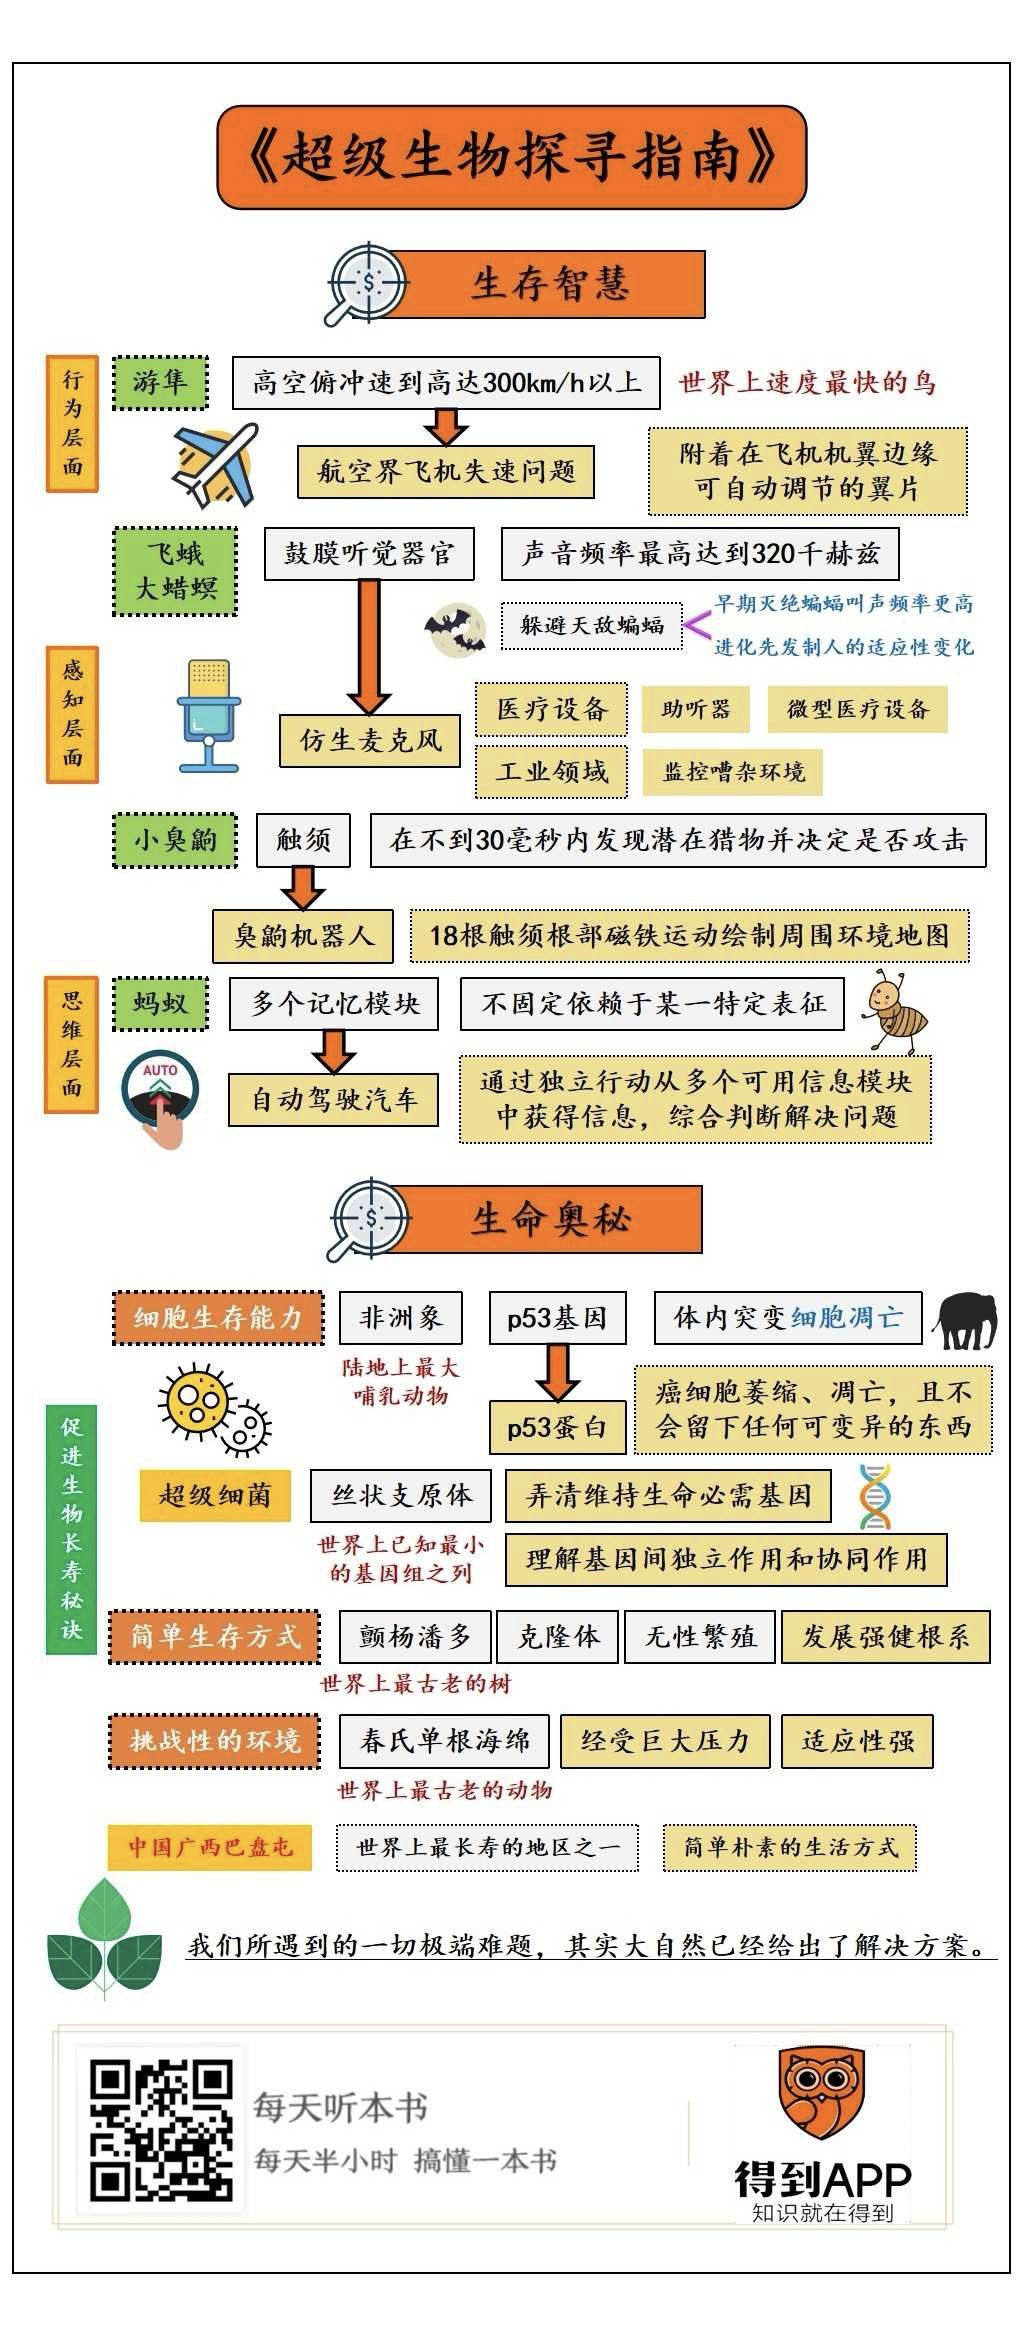 《超级生物探寻指南》
生存智慧
行为层面
游隼
高空俯冲速到高达300km/h以上
世界上速度最快的鸟
航空界飞机失速问题
附着在飞机机翼边缘
可自动调节的翼片
飞蛾
大蜡螟
鼓膜听觉器官
声音频率最高达到320千赫兹
躲避天敌蝙蝠
早期灭绝蝙蝠叫声频率更高
进化先发制人的适应性变化
感知层面
仿生麦克风
医疗设备
助听器
微型医疗设备
工业领域
监控嘈杂环境
小臭鼩
触须
在不到30毫秒内发现潜在猎物并决定是否攻击
臭鼩机器人
18根触须根部磁铁运动绘制周围环境地图
思维层面
蚂蚁
多个记忆模块
不固定依赖于某一特定表征
AUTO
自动驾驶汽车
通过独立行动从多个可用信息模块
中获得信息，综合判断解决问题
生命奥秘
促进生物长寿秘诀
细胞生存能力
非洲象
p53基因
体内突变细胞凋亡
陆地上最大
哺乳动物
p53蛋白
癌细胞萎缩、凋亡，且不
会留下任何可变异的东西
超级细菌
丝状支原体
弄清维持生命必需基因
世界上已知最小
的基因组之列
理解基因间独立作用和协同作用
简单生存方式
颤杨潘多
克隆体
无性繁殖
发展强健根系
世界上最古老的树
挑战性的环境
春氏单根海绵
经受巨大压力
适应性强
世界上最古老的动物
中国广西巴盘屯
世界上最长寿的地区之一
简单朴素的生活方式
我们所遇到的一切极端难题，其实大自然已经给出了解决方案。
每天听本书
每天半小时 搞懂一本书
得到APP
知识就在得到